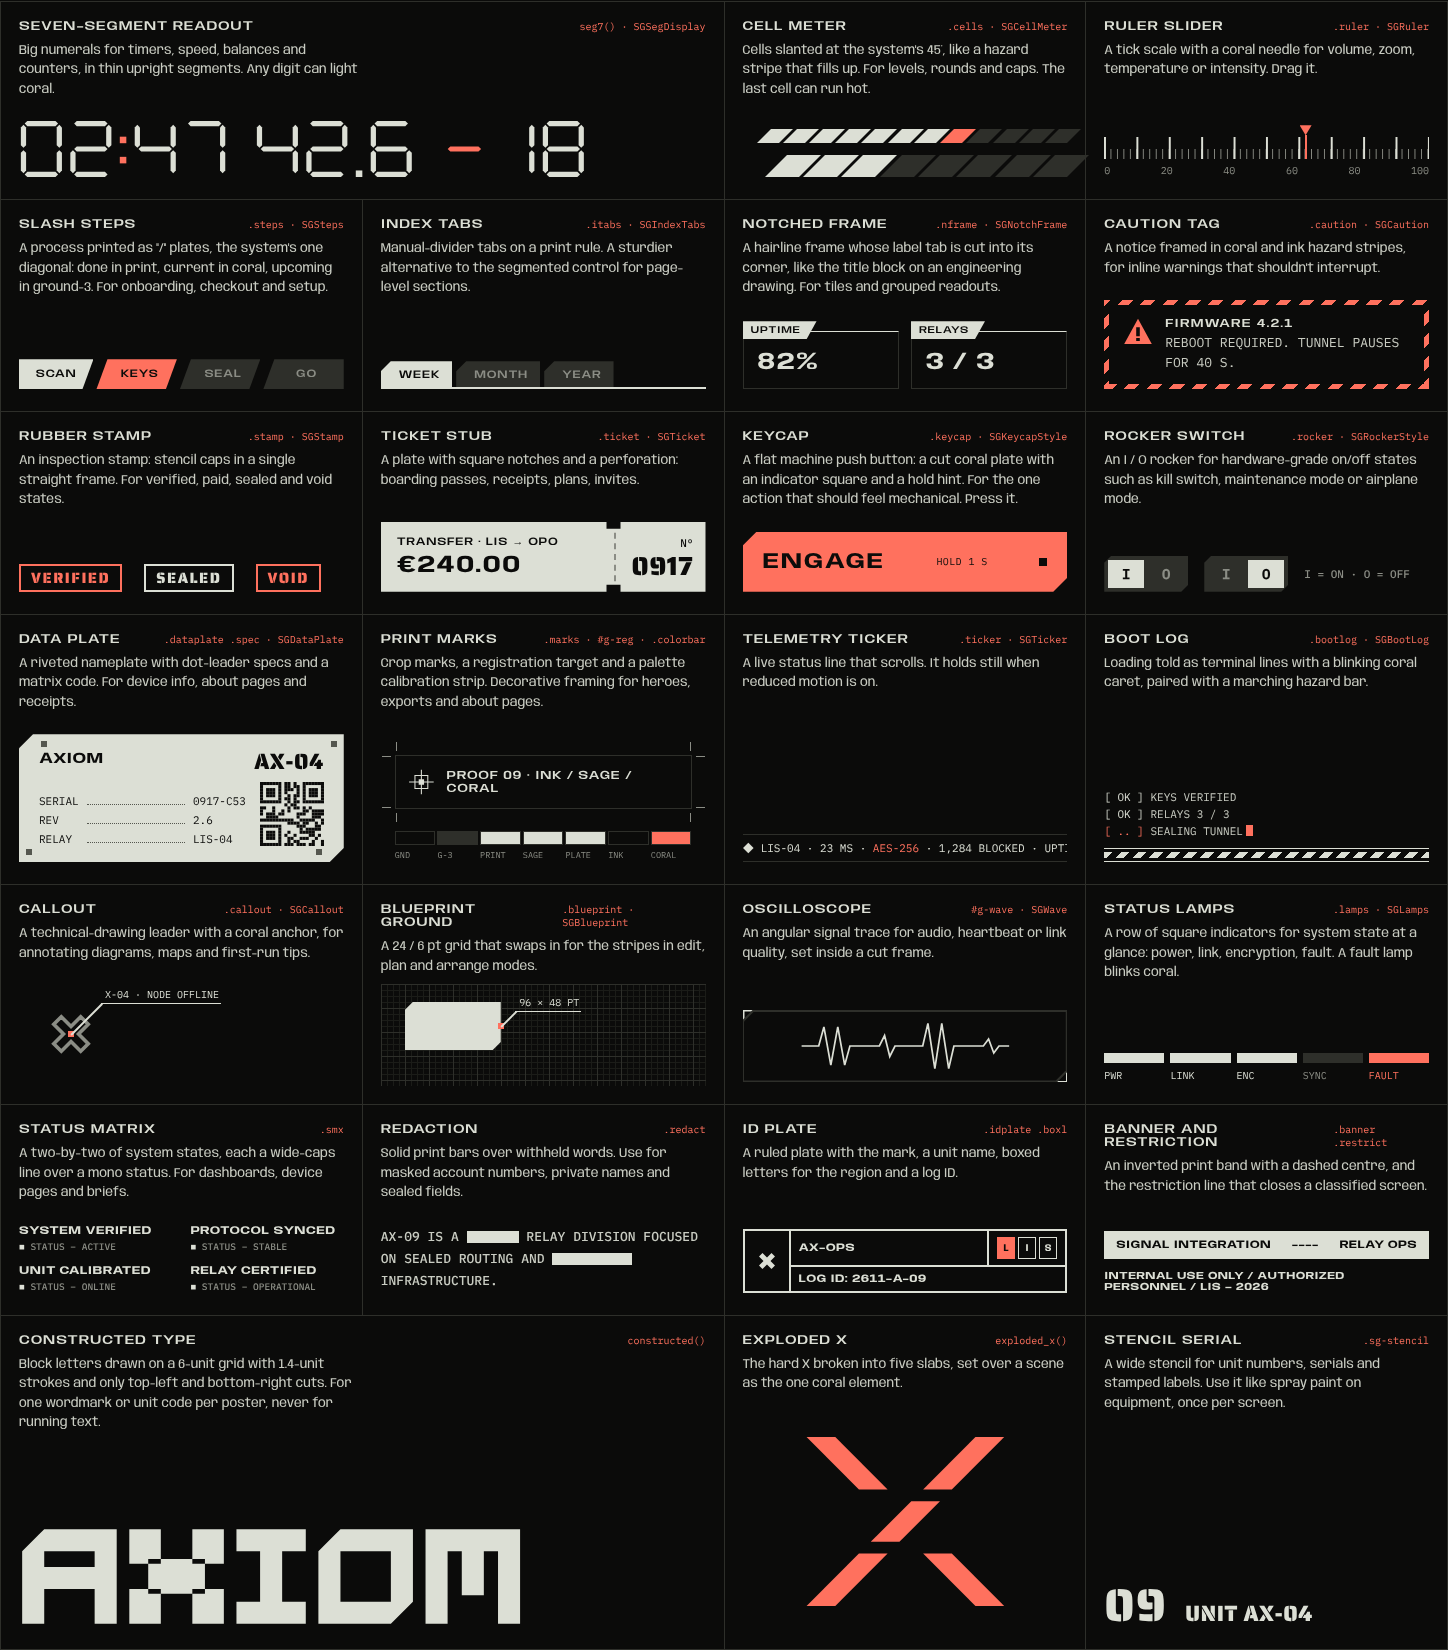 SEVEN-SEGMENT READOUT
seg7() · SGSegDisplay
Big numerals for timers, speed, balances and
counters, in thin upright segments. Any digit can light
coral.
02:47 42.6 – 18
CELL METER
.cells · SGCellMeter
Cells slanted at the system's 45°, like a hazard
stripe that fills up. For levels, rounds and caps. The
last cell can run hot.
RULER SLIDER
.ruler · SGRuler
A tick scale with a coral needle for volume, zoom,
temperature or intensity. Drag it.
0 20 40 60 80 100
SLASH STEPS
.steps · SGSteps
A process printed as "/" plates, the system's one
diagonal: done in print, current in coral, upcoming
in ground-3. For onboarding, checkout and setup.
SCAN KEYS SEAL GO
INDEX TABS
.itabs · SGIndexTabs
Manual-divider tabs on a print rule. A sturdier
alternative to the segmented control for page-
level sections.
WEEK MONTH YEAR
NOTCHED FRAME
.nframe · SGNotchFrame
A hairline frame whose label tab is cut into its
corner, like the title block on an engineering
drawing. For tiles and grouped readouts.
UPTIME
82%
RELAYS
3 / 3
CAUTION TAG
.caution · SGCaution
A notice framed in coral and ink hazard stripes,
for inline warnings that shouldn't interrupt.
FIRMWARE 4.2.1
REBOOT REQUIRED. TUNNEL PAUSES
FOR 40 S.
RUBBER STAMP
.stamp · SGStamp
An inspection stamp: stencil caps in a single
straight frame. For verified, paid, sealed and void
states.
VERIFIED SEALED VOID
TICKET STUB
.ticket · SGTicket
A plate with square notches and a perforation:
boarding passes, receipts, plans, invites.
TRANSFER · LIS → OPO
€240.00
Nº
0917
KEYCAP
.keycap · SGKeycapStyle
A flat machine push button: a cut coral plate with
an indicator square and a hold hint. For the one
action that should feel mechanical. Press it.
ENGAGE HOLD 1 S
ROCKER SWITCH
.rocker · SGRockerStyle
An I / O rocker for hardware-grade on/off states
such as kill switch, maintenance mode or airplane
mode.
I O I O I = ON · O = OFF
DATA PLATE
.dataplate .spec · SGDataPlate
A riveted nameplate with dot-leader specs and a
matrix code. For device info, about pages and
receipts.
AXIOM AX-04
SERIAL 0917-C53
REV 2.6
RELAY LIS-04
PRINT MARKS
.marks · #g-reg · .colorbar
Crop marks, a registration target and a palette
calibration strip. Decorative framing for heroes,
exports and about pages.
PROOF 09 · INK / SAGE /
CORAL
GND G-3 PRINT SAGE PLATE INK CORAL
TELEMETRY TICKER
.ticker · SGTicker
A live status line that scrolls. It holds still when
reduced motion is on.
◆ LIS-04 · 23 MS · AES-256 · 1,284 BLOCKED · UPTI
BOOT LOG
.bootlog · SGBootLog
Loading told as terminal lines with a blinking coral
caret, paired with a marching hazard bar.
[ OK ] KEYS VERIFIED
[ OK ] RELAYS 3 / 3
[ .. ] SEALING TUNNEL
CALLOUT
.callout · SGCallout
A technical-drawing leader with a coral anchor, for
annotating diagrams, maps and first-run tips.
X-04 · NODE OFFLINE
BLUEPRINT
GROUND
.blueprint ·
SGBlueprint
A 24 / 6 pt grid that swaps in for the stripes in edit,
plan and arrange modes.
96 × 48 PT
OSCILLOSCOPE
#g-wave · SGWave
An angular signal trace for audio, heartbeat or link
quality, set inside a cut frame.
STATUS LAMPS
.lamps · SGLamps
A row of square indicators for system state at a
glance: power, link, encryption, fault. A fault lamp
blinks coral.
PWR LINK ENC SYNC FAULT
STATUS MATRIX
.smx
A two-by-two of system states, each a wide-caps
line over a mono status. For dashboards, device
pages and briefs.
SYSTEM VERIFIED PROTOCOL SYNCED
■ STATUS – ACTIVE ■ STATUS – STABLE
UNIT CALIBRATED RELAY CERTIFIED
■ STATUS – ONLINE ■ STATUS – OPERATIONAL
REDACTION
.redact
Solid print bars over withheld words. Use for
masked account numbers, private names and
sealed fields.
AX-09 IS A RELAY DIVISION FOCUSED
ON SEALED ROUTING AND
INFRASTRUCTURE.
ID PLATE
.idplate .boxl
A ruled plate with the mark, a unit name, boxed
letters for the region and a log ID.
AX-OPS L I S
LOG ID: 2611-A-09
BANNER AND
RESTRICTION
.banner
.restrict
An inverted print band with a dashed centre, and
the restriction line that closes a classified screen.
SIGNAL INTEGRATION ---- RELAY OPS
INTERNAL USE ONLY / AUTHORIZED
PERSONNEL / LIS – 2026
CONSTRUCTED TYPE
constructed()
Block letters drawn on a 6-unit grid with 1.4-unit
strokes and only top-left and bottom-right cuts. For
one wordmark or unit code per poster, never for
running text.
AXIOM
EXPLODED X
exploded_x()
The hard X broken into five slabs, set over a scene
as the one coral element.
X
STENCIL SERIAL
.sg-stencil
A wide stencil for unit numbers, serials and
stamped labels. Use it like spray paint on
equipment, once per screen.
09 UNIT AX-04